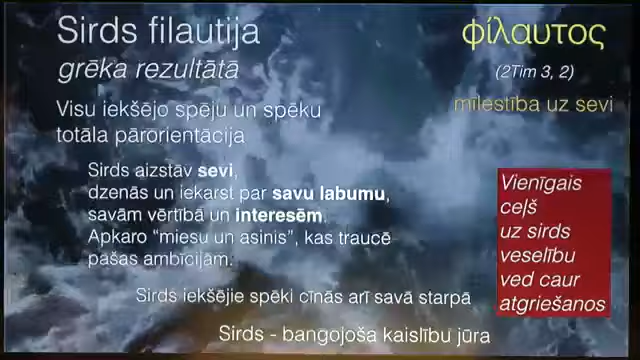 Sirds filautija
grēka rezultātā
φίλαυτος
(2Tim 3, 2)
mīlestība uz sevi
Visu iekšējo spēju un spēku
totāla pārorientācija
Sirds aizstāv sevi,
dzenās un iekarst par savu labumu,
savām vērtībā un interesēm.
Apkaro “miesu un asinis”, kas traucē
pašas ambīcijām.
Vienīgais
ceļš
uz sirds
veselību
ved caur
atgriešanos
Sirds iekšējie spēki cīnās arī savā starpā
Sirds - bangojoša kaislību jūra